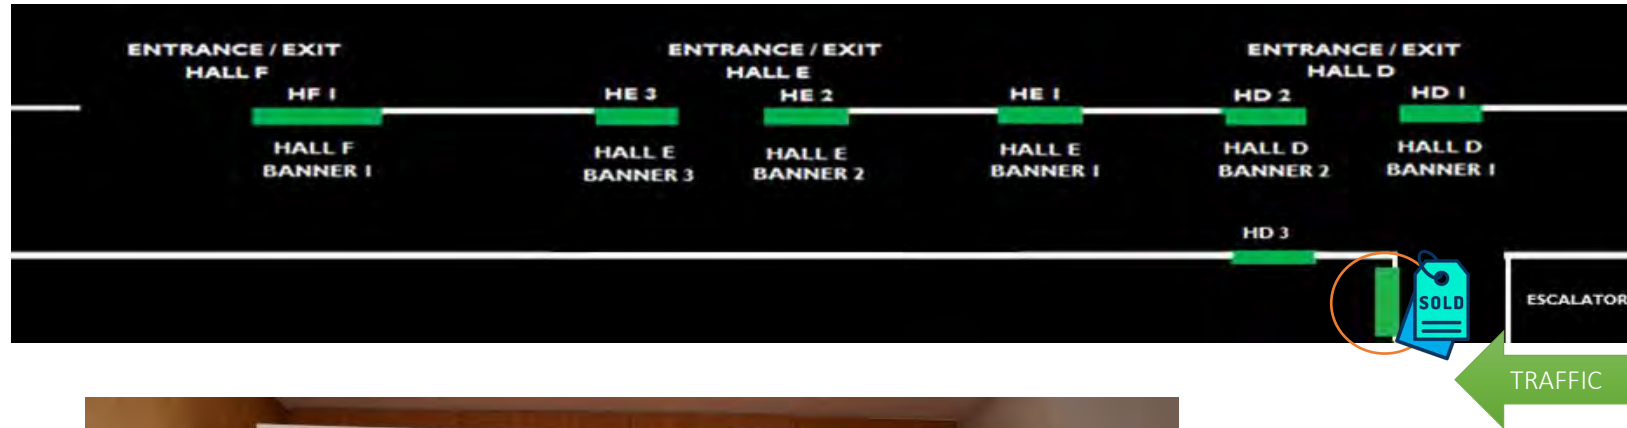 ENTRANCE / EXIT
HALL F
ENTRANCE / EXIT
HALL E
ENTRANCE / EXIT
HALL D
HF 1
HE 3
HE 2
HE 1
HD 2
HD 1
HALL F
BANNER 1
HALL E
BANNER 3
HALL E
BANNER 2
HALL E
BANNER 1
HALL D
BANNER 2
HALL D
BANNER 1
HD 3
SOLD
ESCALATOR
TRAFFIC